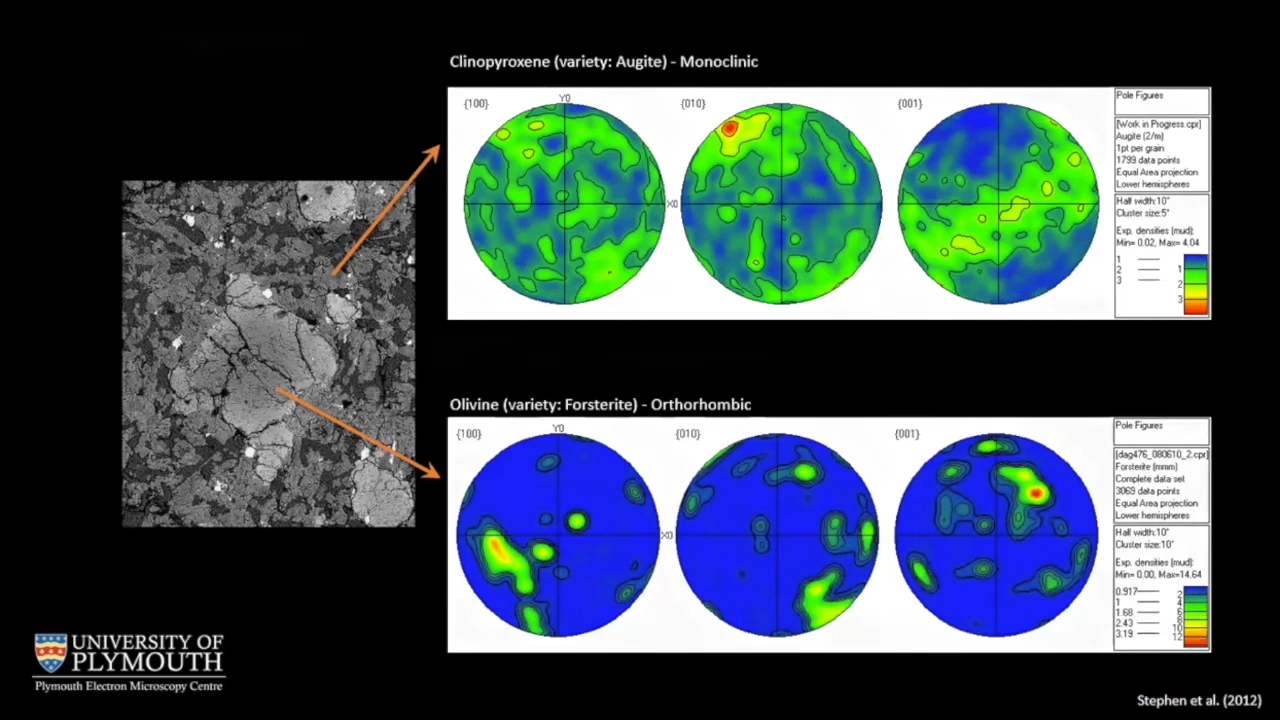 Clinopyroxene (variety: Augite) - Monoclinic
{100}
Y0
X0
{010}
{001}
Pole Figures
[Work in Progress.cpr]
Augite (2/m)
1pt per grain
1799 data points
Equal Area projection
Lower hemispheres
Half width:10°
Cluster size:5°
Exp. densities (mud):
Min= 0.02, Max= 4.04
1
2
3
1
2
3
Olivine (variety: Forsterite) - Orthorhombic
{100}
Y0
X0
{010}
{001}
Pole Figures
[dag476_080610_2.cpr]
Forsterite (mmm)
Complete data set
3069 data points
Equal Area projection
Lower hemispheres
Half width:10°
Cluster size:10°
Exp. densities (mud):
Min= 0.00, Max=14.64
0.917
1
1.68
2.43
3.19
2
4
6
8
10
12
UNIVERSITY OF
PLYMOUTH
Plymouth Electron Microscopy Centre
Stephen et al. (2012)